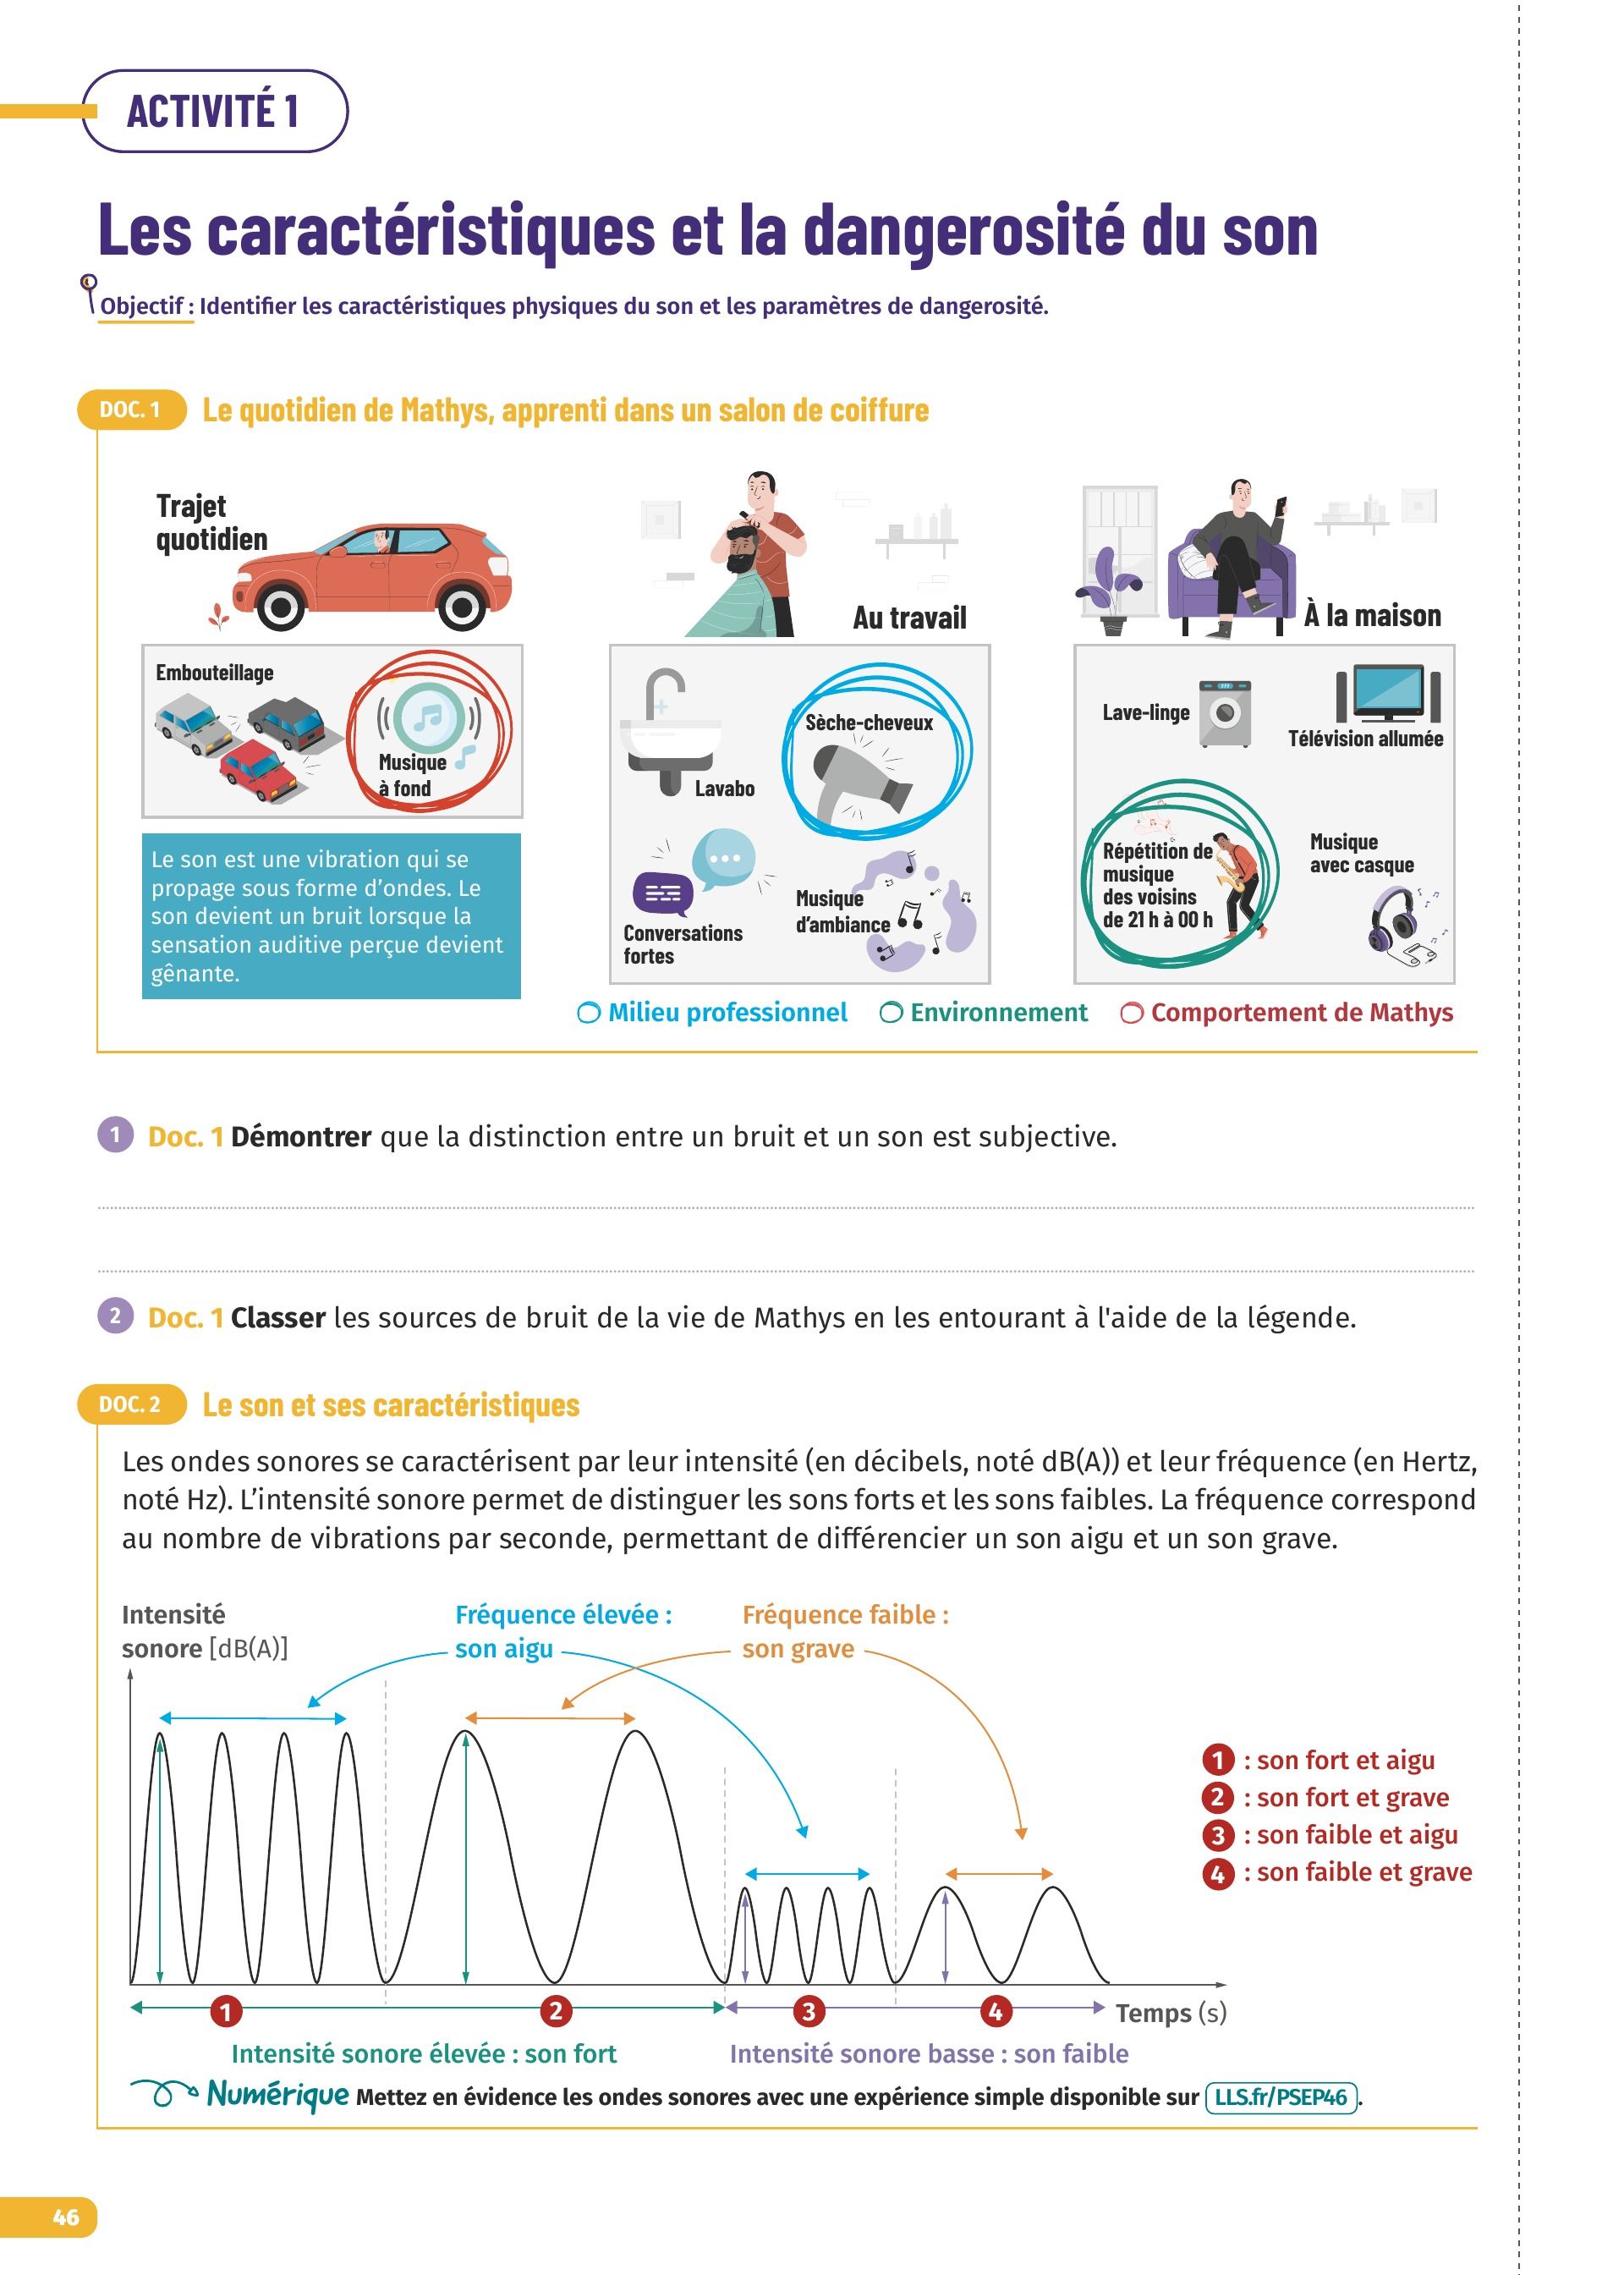 ACTIVITÉ 1
Les caractéristiques et la dangerosité du son
Objectif : Identifier les caractéristiques physiques du son et les paramètres de dangerosité.
DOC. 1 Le quotidien de Mathys, apprenti dans un salon de coiffure
Trajet
quotidien
Embouteillage
Musique
à fond
Le son est une vibration qui se
propage sous forme d’ondes. Le
son devient un bruit lorsque la
sensation auditive perçue devient
gênante.
Au travail
Sèche-cheveux
Lavabo
Conversations
fortes
Musique
d’ambiance
À la maison
Lave-linge
Télévision allumée
Répétition de
musique
des voisins
de 21 h à 00 h
Musique
avec casque
Milieu professionnel Environnement Comportement de Mathys
1 Doc. 1 Démontrer que la distinction entre un bruit et un son est subjective.
2 Doc. 1 Classer les sources de bruit de la vie de Mathys en les entourant à l'aide de la légende.
DOC. 2 Le son et ses caractéristiques
Les ondes sonores se caractérisent par leur intensité (en décibels, noté dB(A)) et leur fréquence (en Hertz,
noté Hz). L’intensité sonore permet de distinguer les sons forts et les sons faibles. La fréquence correspond
au nombre de vibrations par seconde, permettant de différencier un son aigu et un son grave.
Intensité
sonore [dB(A)]
Fréquence élevée :
son aigu
Fréquence faible :
son grave
1 : son fort et aigu
2 : son fort et grave
3 : son faible et aigu
4 : son faible et grave
1 2 3 4 Temps (s)
Intensité sonore élevée : son fort
Intensité sonore basse : son faible
Numérique Mettez en évidence les ondes sonores avec une expérience simple disponible sur LLS.fr/PSEP46 .
46